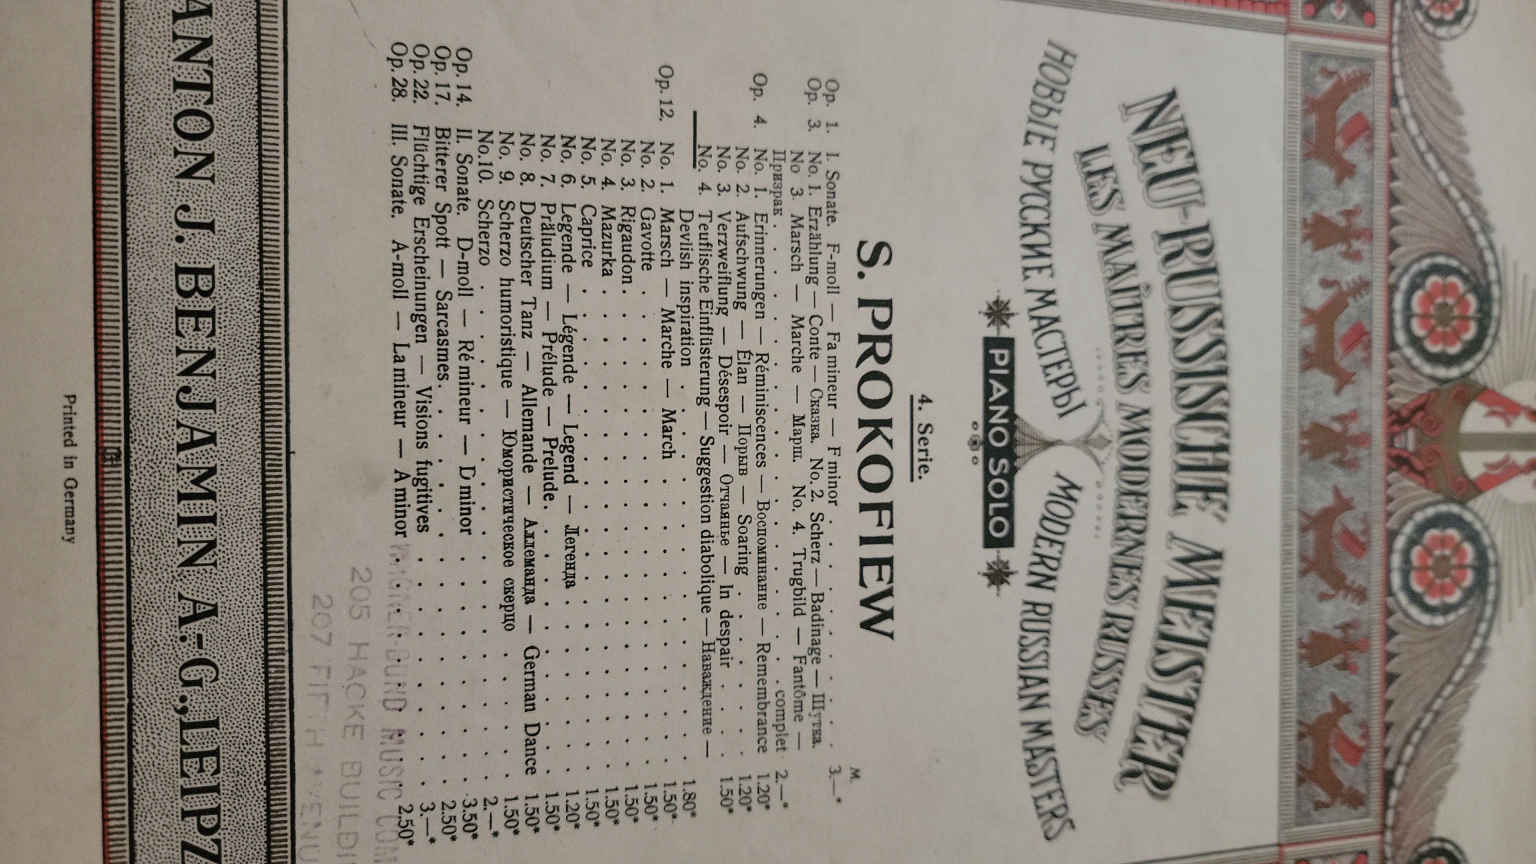 NEU-RUSSISCHE MEISTER
LES MAÎTRES MODERNES RUSSES
НОВЫЕ РУССКИЕ МАСТЕРЫ
MODERN RUSSIAN MASTERS
PIANO SOLO
4. Serie.
S. PROKOFIEW
M.
Op. 1. I. Sonate. F-moll — Fa mineur — F minor . . . . . . . 3.—*
Op. 3. No. 1. Erzählung — Conte — Сказка. No. 2. Scherz — Badinage — Шутка.
No 3. Marsch — Marche — Марш. No. 4. Trugbild — Fantôme —
Призрак . . . . . . . . . . . . . . . complet 2.—*
Op. 4. No. 1. Erinnerungen — Réminiscences — Воспоминание — Remembrance 1.20*
No. 2. Aufschwung — Élan — Порыв — Soaring . . . . . . 1.20*
No. 3. Verzweiflung — Désespoir — Отчаянье — In despair . . . 1.50*
No. 4. Teuflische Einflüsterung — Suggestion diabolique — Наваждение —
Devlish inspiration . . . . . . . . . . . . 1.80*
Op. 12. No. 1. Marsch — Marche — March . . . . . . . . . 1.50*
No. 2. Gavotte . . . . . . . . . . . . . . 1.50*
No. 3. Rigaudon . . . . . . . . . . . . . . 1.50*
No. 4. Mazurka . . . . . . . . . . . . . . 1.50*
No. 5. Caprice . . . . . . . . . . . . . . 1.50*
No. 6. Legende — Légende — Legend — Легенда . . . . . . 1.20*
No. 7. Präludium — Prélude — Prelude . . . . . . . . . 1.50*
No. 8. Deutscher Tanz — Allemande — Аллеманда — German Dance 1.50*
No. 9. Scherzo humoristique — Юмористическое скерцо . . . . 1.50*
No. 10. Scherzo . . . . . . . . . . . . . . 2.—*
Op. 14. II. Sonate. D-moll — Ré mineur — D minor . . . . . . . 3.50*
Op. 17. Bitterer Spott — Sarcasmes . . . . . . . . . . . 2.50*
Op. 22. Flüchtige Erscheinungen — Visions fugitives . . . . . . . 3.—*
Op. 28. III. Sonate. A-moll — La mineur — A minor . . . . . . . 2.50*
MUSIC COM
205 HACKE BUILDI
207 FIFTH AVENU
ANTON J. BENJAMIN A.-G., LEIPZ
Printed in Germany